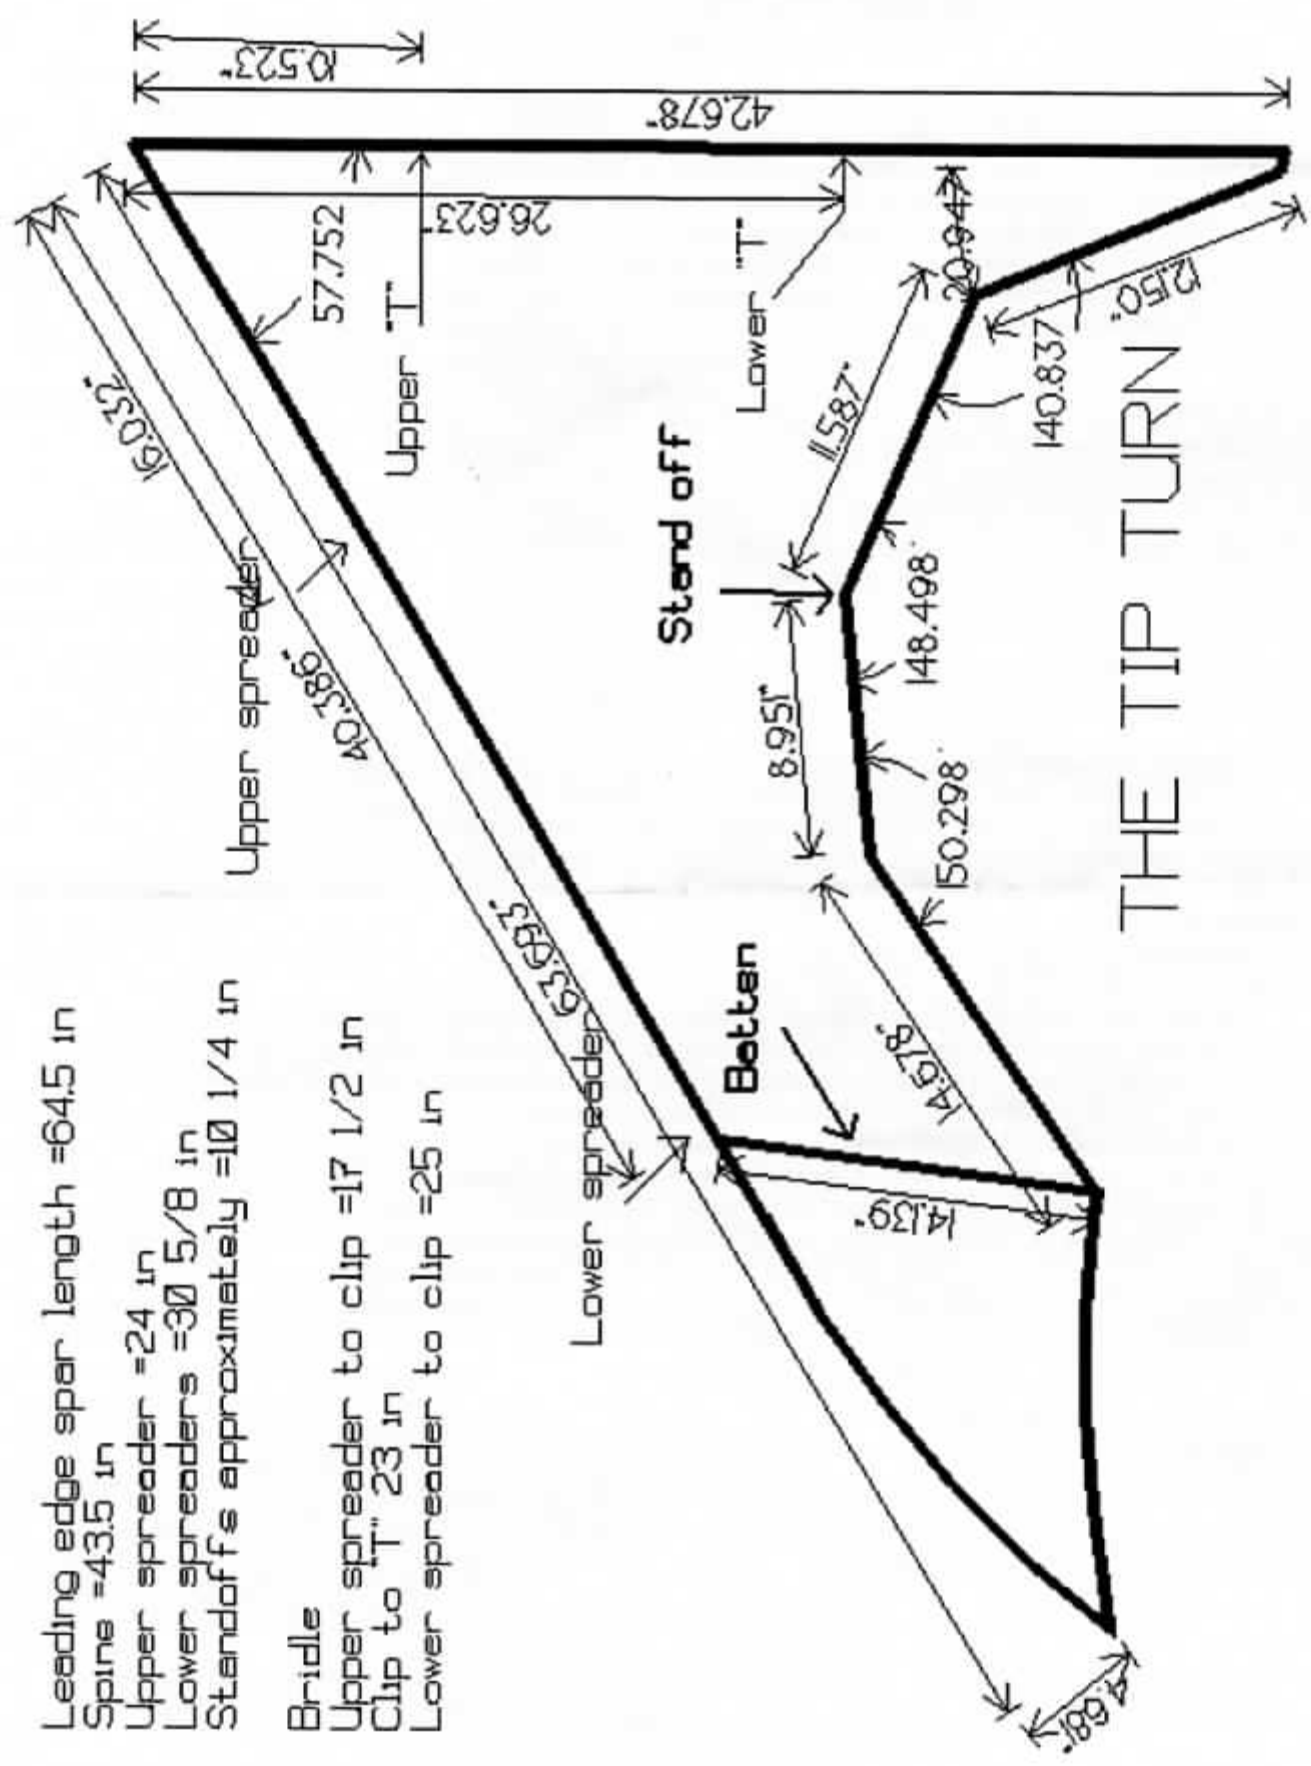 Leading edge spar length =64.5 in
Spine =43.5 in
Upper spreader =24 in
Lower spreaders =30 5/8 in
Standoffs approximately =10 1/4 in
Bridle
Upper spreader to clip =17 1/2 in
Clip to "T" 23 in
Lower spreader to clip =25 in
10.523"
42.678"
26.623"
57.752
Upper "T"
Lower "T"
20.947
12.150"
16.032"
Upper spreader
40.386"
63.693"
Lower spreader
11.587"
Stand off
140.837
148.498
8.951"
150.298
Batten
14.678"
14.139"
4.681"
THE TIP TURN